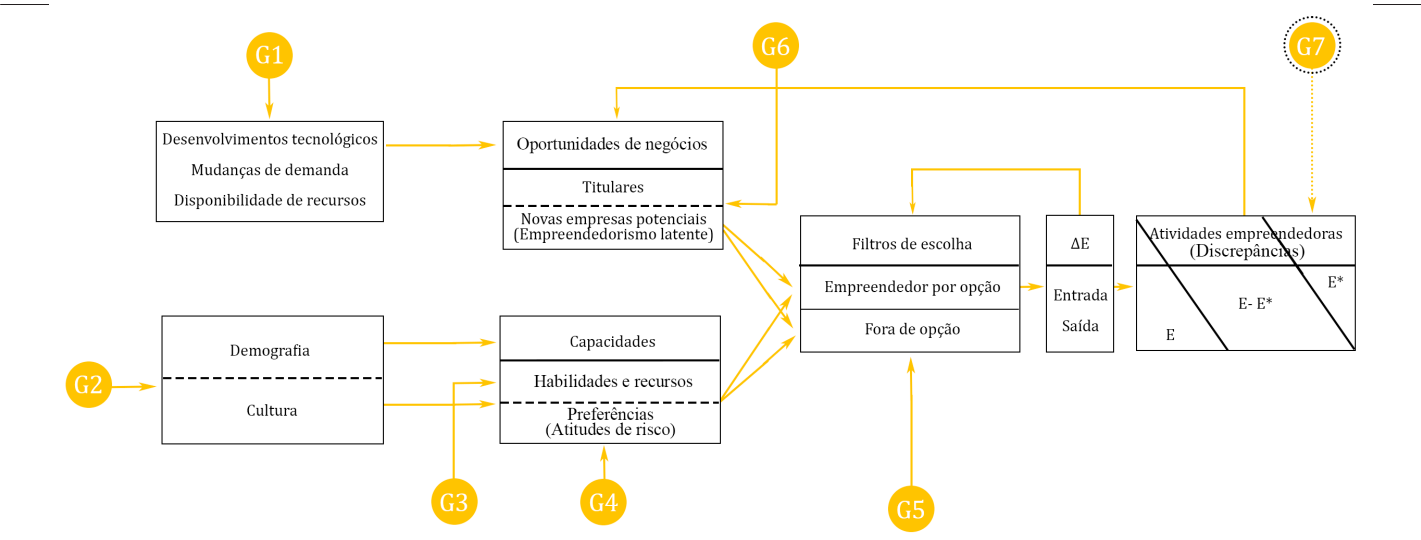 G1
G6
G7
Desenvolvimentos tecnológicos
Mudanças de demanda
Disponibilidade de recursos
Oportunidades de negócios
Titulares
Novas empresas potenciais
(Empreendedorismo latente)
Filtros de escolha
Empreendedor por opção
Fora de opção
ΔE
Entrada
Saída
Atividades empreendedoras
(Discrepâncias)
E
E- E*
E*
G2
Demografia
Cultura
Capacidades
Habilidades e recursos
Preferências
(Atitudes de risco)
G3
G4
G5